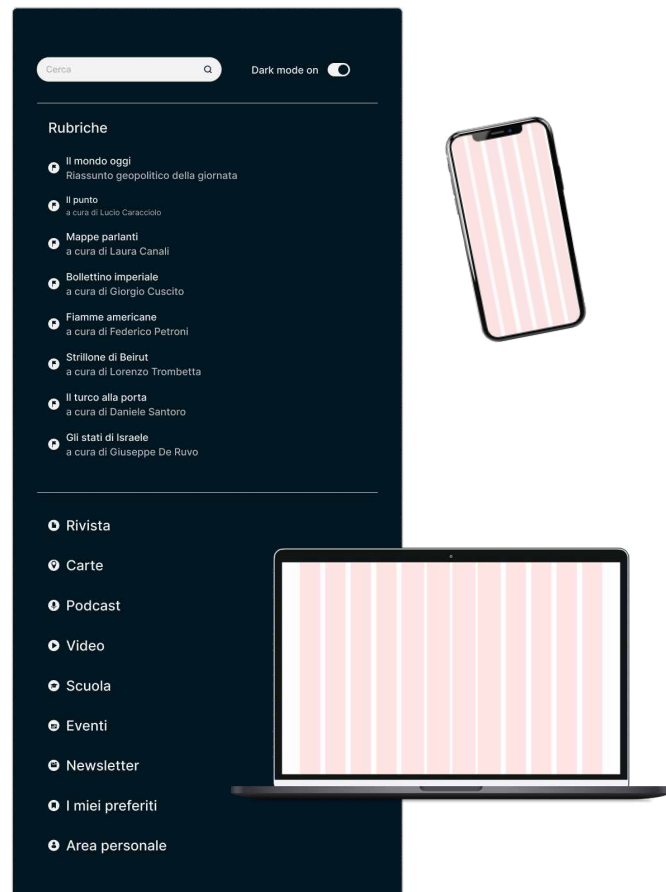 Cerca
Dark mode on
Rubriche
Il mondo oggi
Riassunto geopolitico della giornata
Il punto
a cura di Lucio Caracciolo
Mappe parlanti
a cura di Laura Canali
Bollettino imperiale
a cura di Giorgio Cuscito
Fiamme americane
a cura di Federico Petroni
Strillone di Beirut
a cura di Lorenzo Trombetta
Il turco alla porta
a cura di Daniele Santoro
Gli stati di Israele
a cura di Giuseppe De Ruvo
Rivista
Carte
Podcast
Video
Scuola
Eventi
Newsletter
I miei preferiti
Area personale